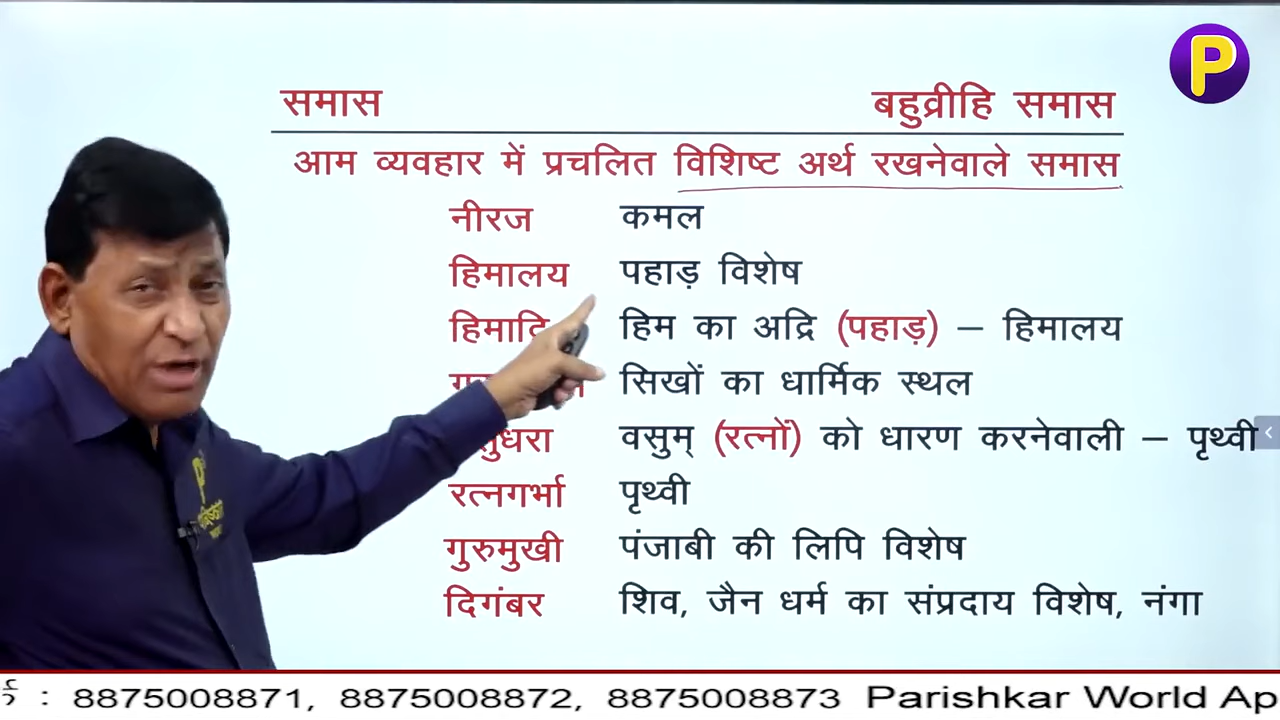 P
समास बहुव्रीहि समास
आम व्यवहार में प्रचलित विशिष्ट अर्थ रखनेवाले समास
नीरज कमल
हिमालय पहाड़ विशेष
हिम का अद्रि (पहाड़) – हिमालय
सिखों का धार्मिक स्थल
वसुम् (रत्नों) को धारण करनेवाली – पृथ्वी
रत्नगर्भा पृथ्वी
गुरुमुखी पंजाबी की लिपि विशेष
दिगंबर शिव, जैन धर्म का संप्रदाय विशेष, नंगा
: 8875008871, 8875008872, 8875008873 Parishkar World Ap